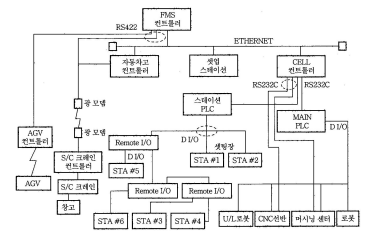 FMS
컨트롤러
RS422
ETHERNET
자동창고
컨트롤러
셋업
스테이션
CELL
컨트롤러
RS232C
RS232C
스테이션
PLC
광 모뎀
MAIN
PLC
광 모뎀
AGV
컨트롤러
Remote I/O
D I/O
셋팅장
D I/O
S/C 크레인
컨트롤러
D I/O
STA #1
STA #2
STA #5
AGV
S/C 크레인
Remote I/O
Remote I/O
창고
STA #6
STA #3
STA #4
U/L로봇
CNC선반
머시닝 센터
로봇